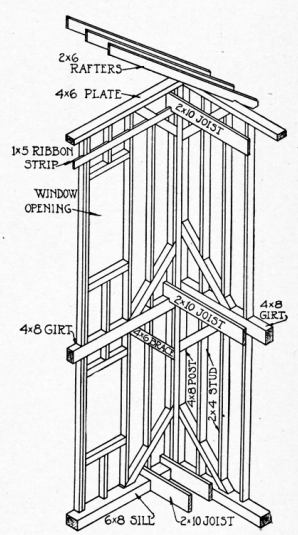 2×6
RAFTERS
4×6 PLATE
2×10 JOIST
1×5 RIBBON
STRIP
WINDOW
OPENING
2×10 JOIST
4×8
GIRT
4×8 GIRT
4×6 BRACE
4×8 POST
2×4 STUD
6×8 SILL
2×10 JOIST